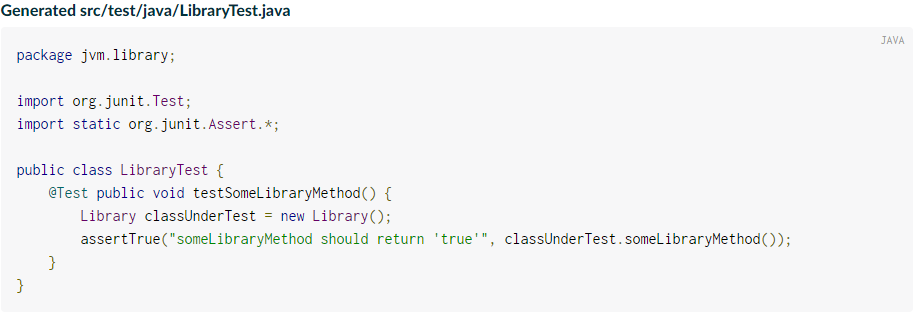 Generated src/test/java/LibraryTest.java
JAVA
package jvm.library;
import org.junit.Test;
import static org.junit.Assert.*;
public class LibraryTest {
    @Test public void testSomeLibraryMethod() {
        Library classUnderTest = new Library();
        assertTrue("someLibraryMethod should return 'true'", classUnderTest.someLibraryMethod());
    }
}